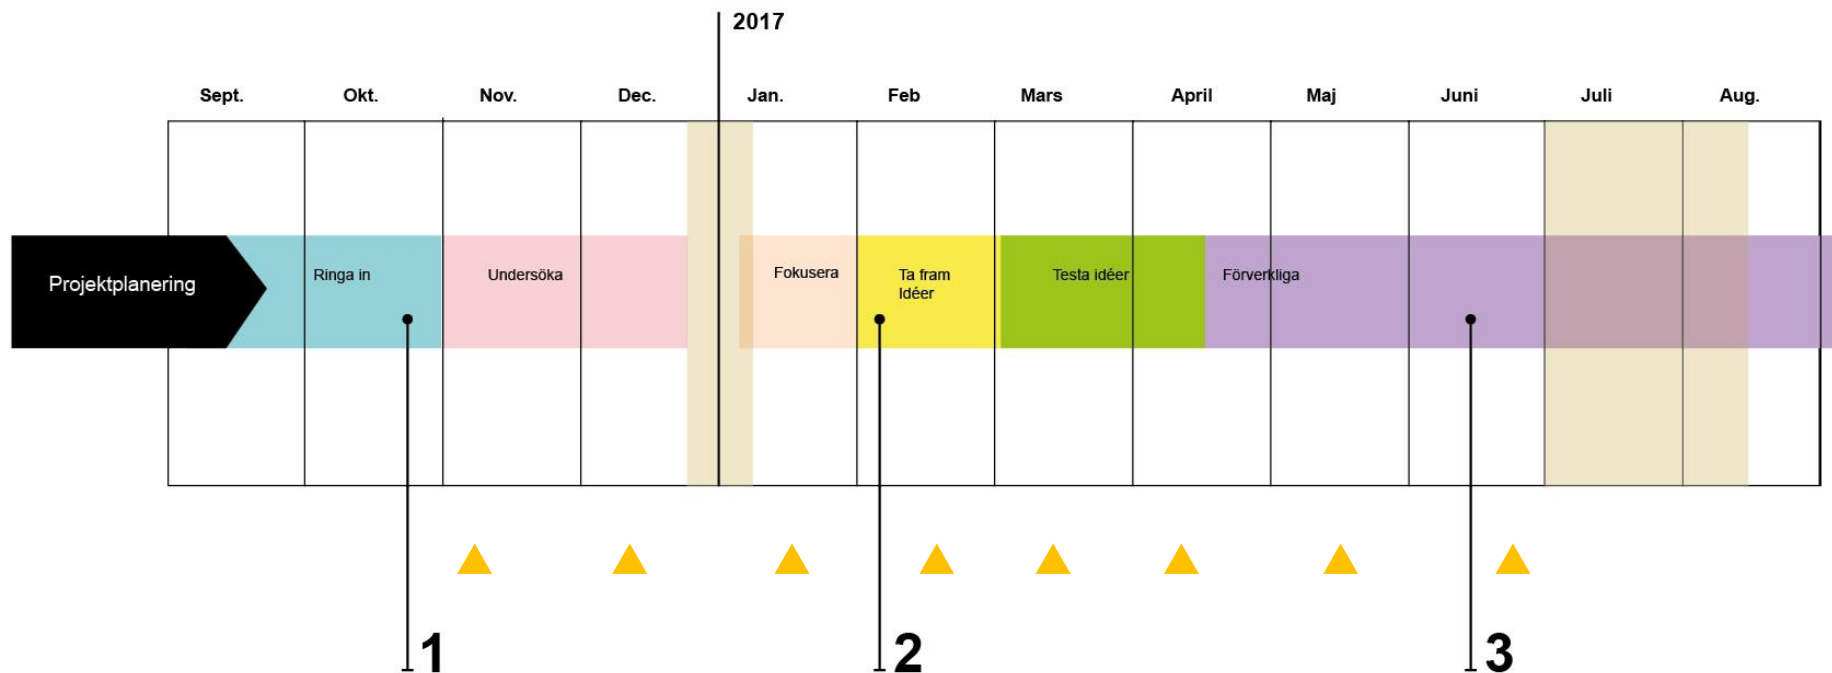 2017
Sept.
Okt.
Nov.
Dec.
Jan.
Feb
Mars
April
Maj
Juni
Juli
Aug.
Projektplanering
Ringa in
Undersöka
Fokusera
Ta fram
Idéer
Testa idéer
Förverkliga
1
2
3